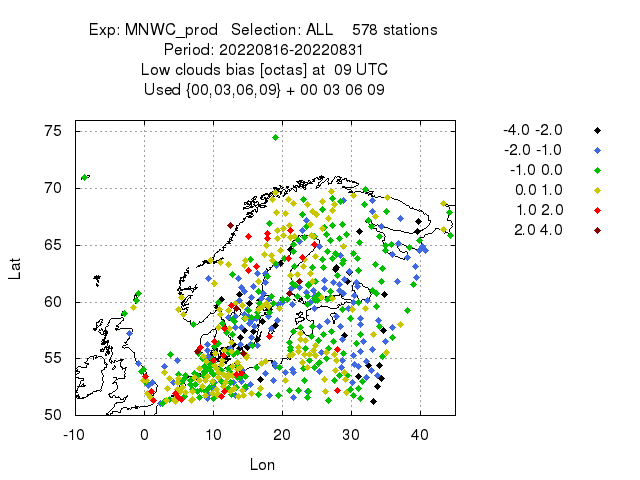 Exp: MNWC_prod   Selection: ALL    578 stations
Period: 20220816-20220831
Low clouds bias [octas] at  09 UTC
Used {00,03,06,09} + 00 03 06 09
-4.0 -2.0
-2.0 -1.0
-1.0 0.0
0.0 1.0
1.0 2.0
2.0 4.0
75
70
65
60
55
50
Lat
-10 0 10 20 30 40
Lon